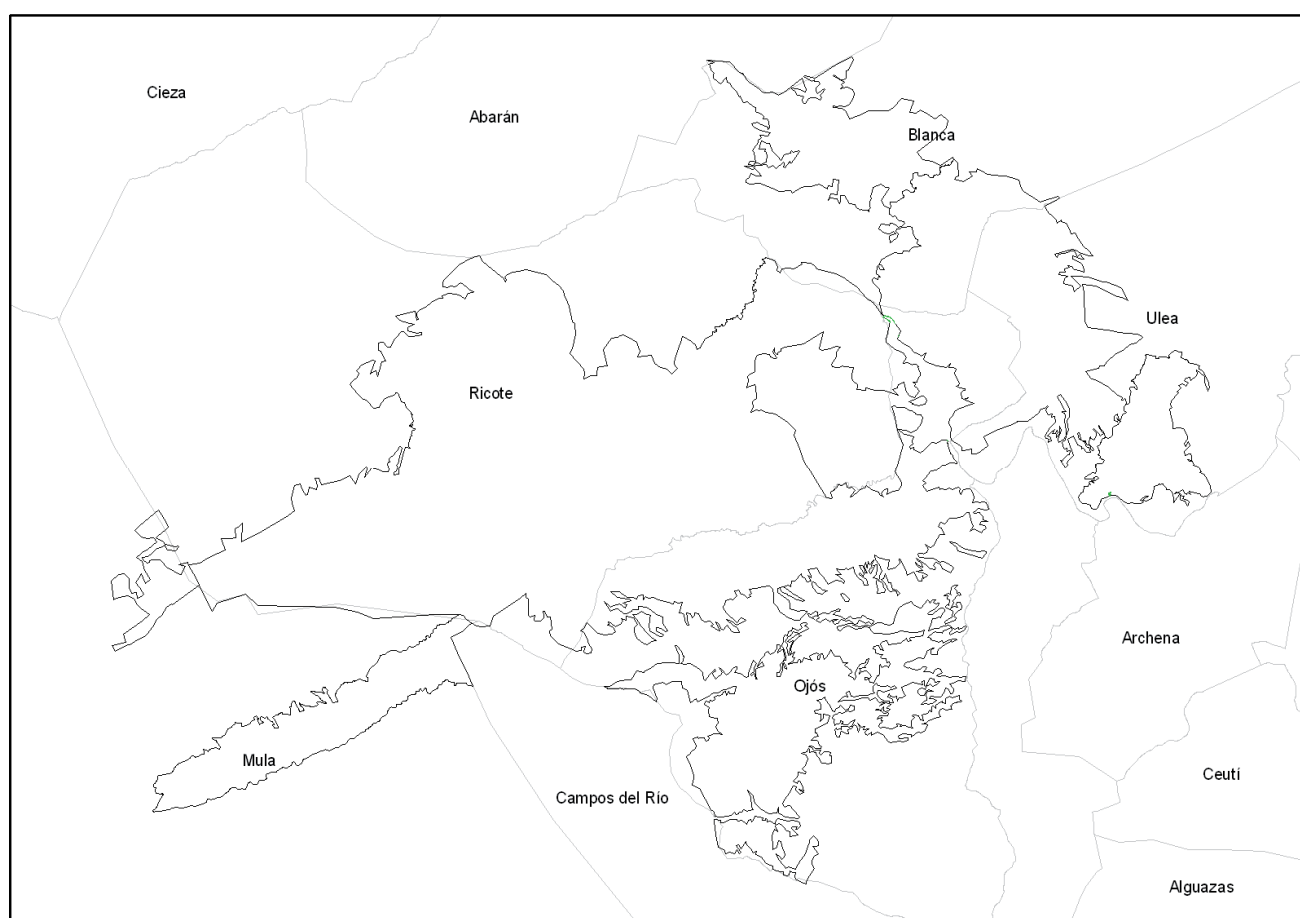 Cieza
Abarán
Blanca
Ulea
Ricote
Archena
Ojós
Mula
Ceutí
Campos del Río
Alguazas